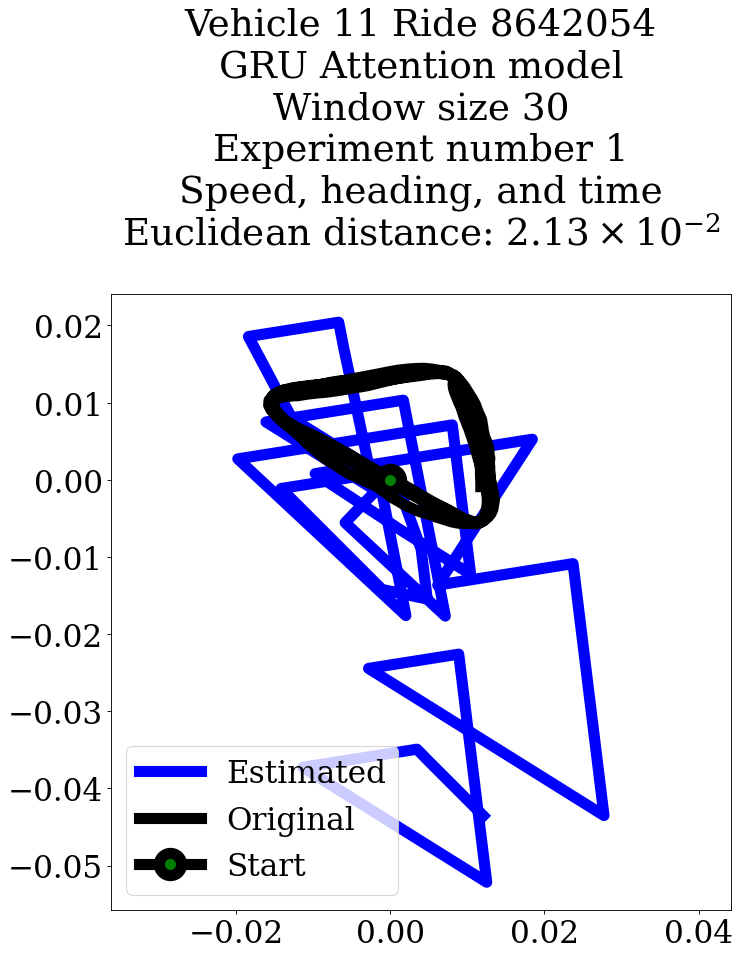 Vehicle 11 Ride 8642054
GRU Attention model
Window size 30
Experiment number 1
Speed, heading, and time
Euclidean distance: 2.13 × 10⁻²
0.02
0.01
0.00
−0.01
−0.02
−0.03
−0.04
−0.05
Estimated
Original
Start
−0.02 0.00 0.02 0.04